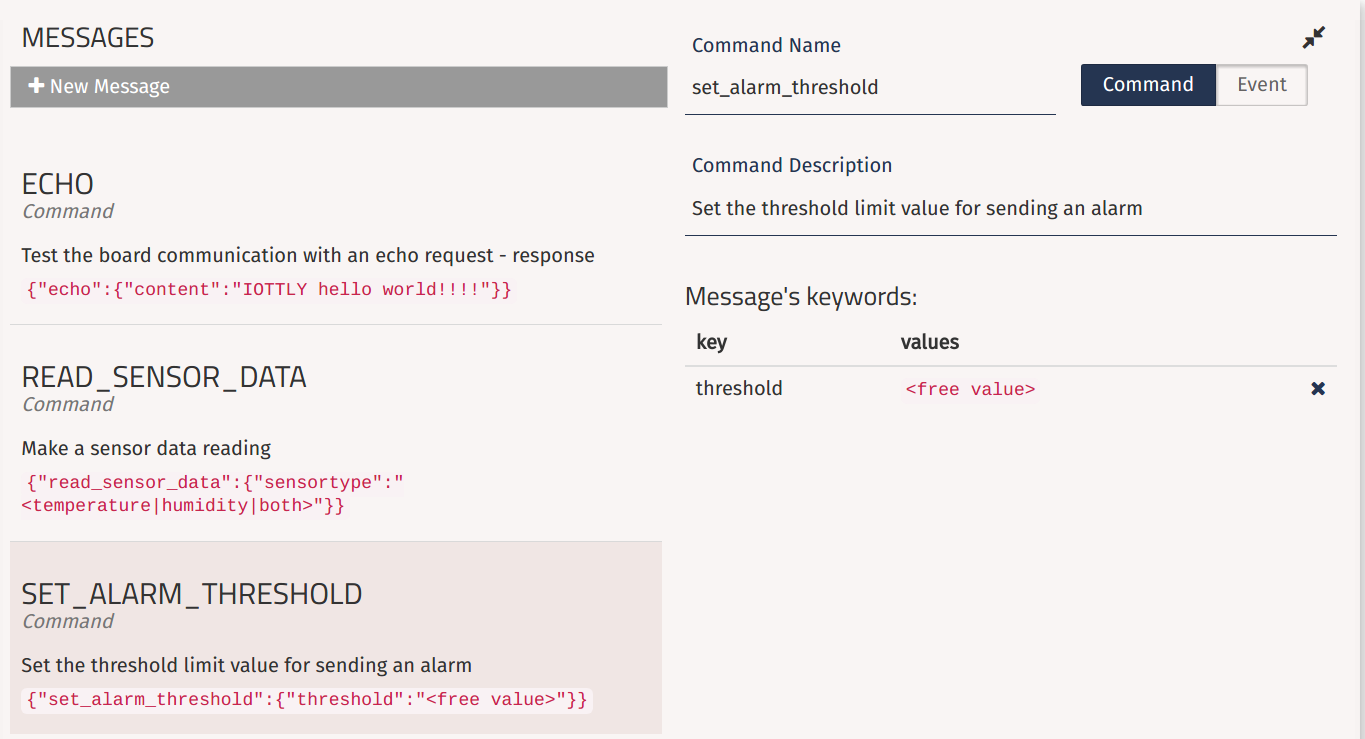 MESSAGES
New Message
ECHO
Command
Test the board communication with an echo request - response
{"echo":{"content":"IOTTLY hello world!!!!"}}
READ_SENSOR_DATA
Command
Make a sensor data reading
{"read_sensor_data":{"sensortype":"
<temperature|humidity|both>"}}
SET_ALARM_THRESHOLD
Command
Set the threshold limit value for sending an alarm
{"set_alarm_threshold":{"threshold":"<free value>"}}
Command Name
set_alarm_threshold
Command Event
Command Description
Set the threshold limit value for sending an alarm
Message's keywords:
key values
threshold <free value>